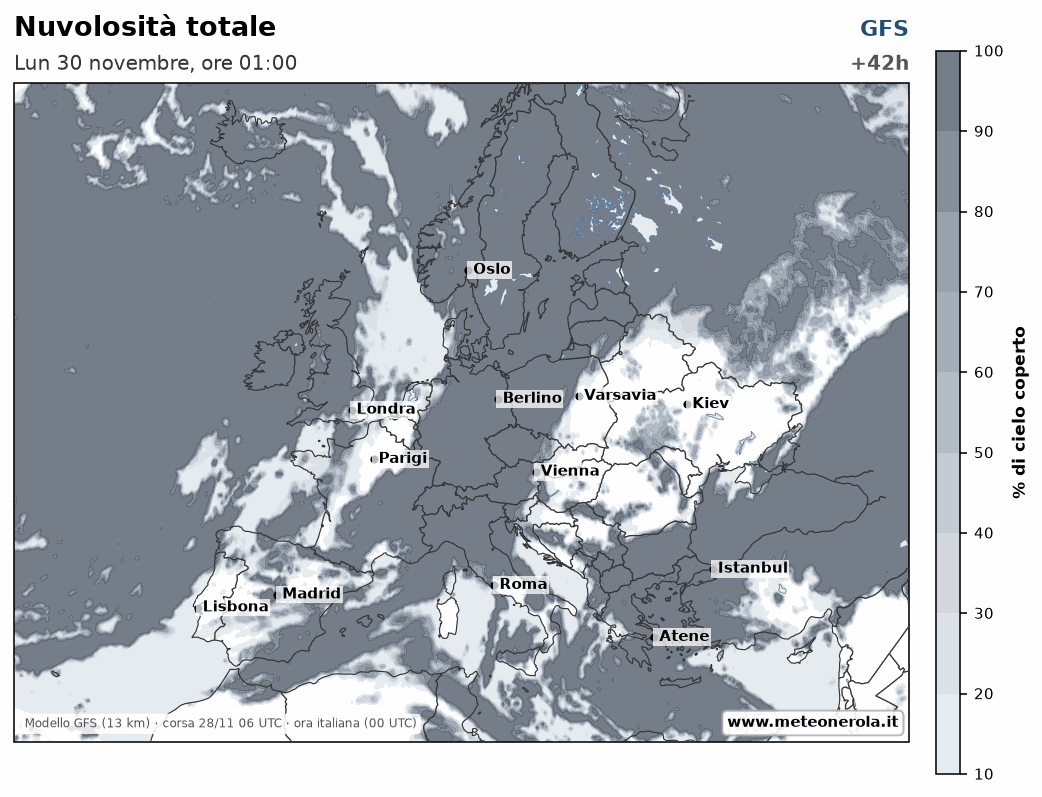 Nuvolosità totale
GFS
Lun 30 novembre, ore 01:00
+42h
100
90
80
70
60
50
40
30
20
10
% di cielo coperto
Oslo
Berlino
Varsavia
Kiev
Londra
Parigi
Vienna
Istanbul
Roma
Madrid
Lisbona
Atene
Modello GFS (13 km) · corsa 28/11 06 UTC · ora italiana (00 UTC)
www.meteonerola.it